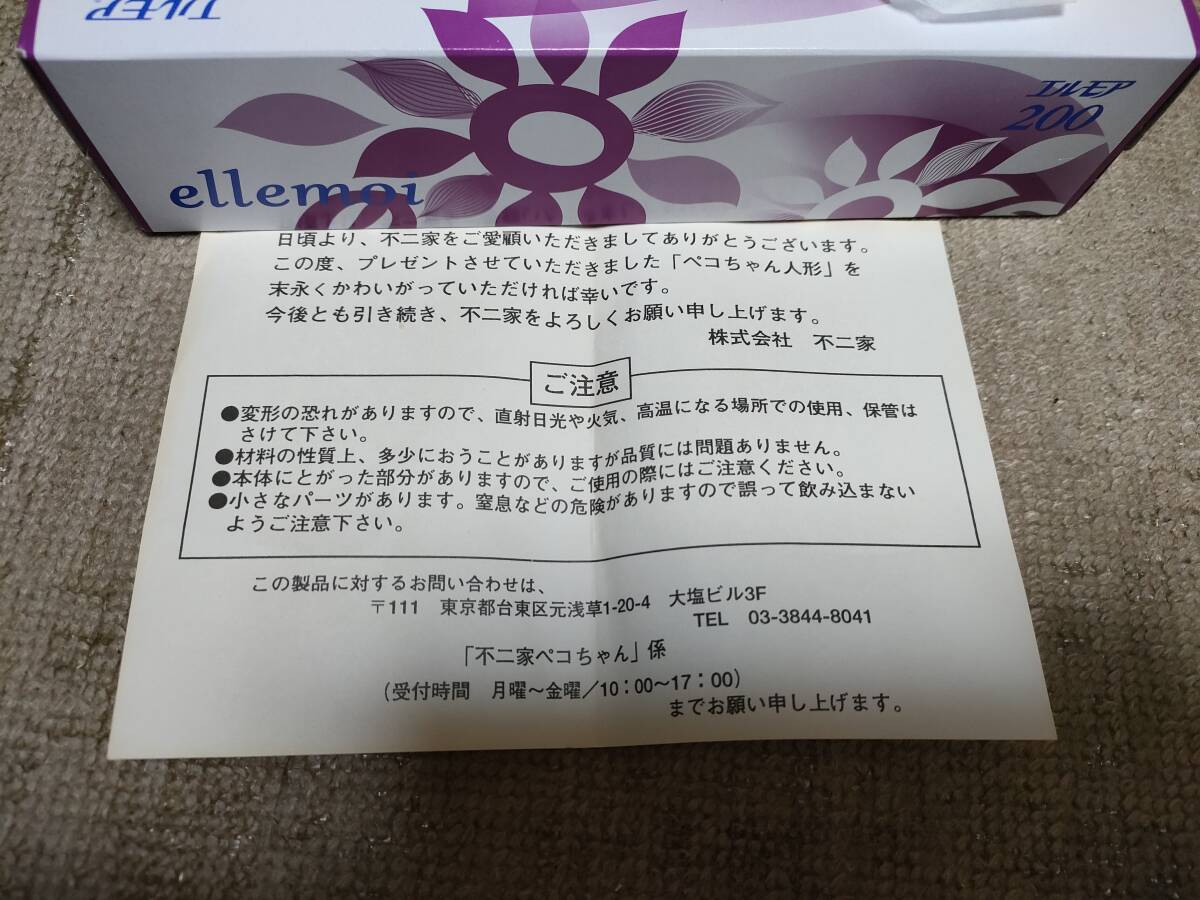 エルモア
エルモア
200
ellemoi
日頃より、不二家をご愛顧いただきましてありがとうございます。
この度、プレゼントさせていただきました「ペコちゃん人形」を
末永くかわいがっていただければ幸いです。
今後とも引き続き、不二家をよろしくお願い申し上げます。
株式会社　不二家
ご注意
●変形の恐れがありますので、直射日光や火気、高温になる場所での使用、保管は
さけて下さい。
●材料の性質上、多少におうことがありますが品質には問題ありません。
●本体にとがった部分がありますので、ご使用の際にはご注意ください。
●小さなパーツがあります。窒息などの危険がありますので誤って飲み込まない
ようご注意下さい。
この製品に対するお問い合わせは、
〒111　東京都台東区元浅草1-20-4　大塩ビル3F
TEL　03-3844-8041
「不二家ペコちゃん」係
（受付時間　月曜～金曜／10：00～17：00）
までお願い申し上げます。